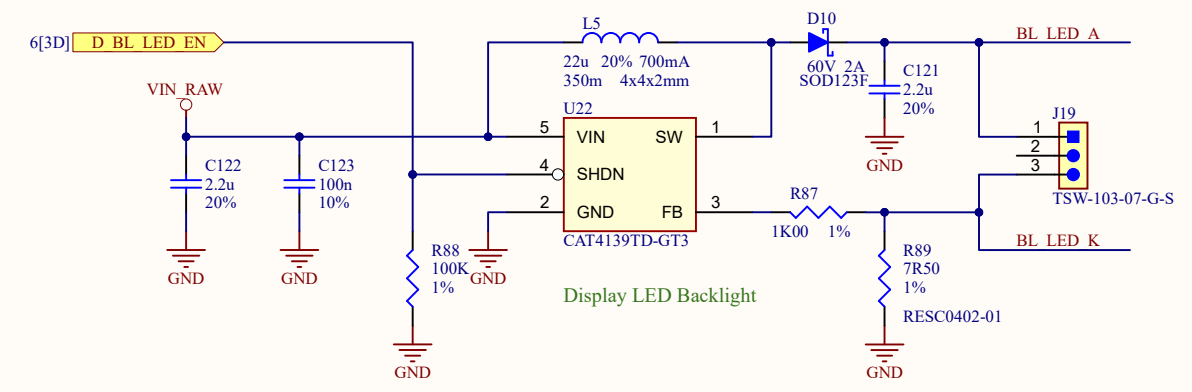 D10
L5
6[3D] D_BL_LED_EN
BL_LED_A
22u 20% 700mA
350m 4x4x2mm
60V 2A
SOD123F
C121
2.2u
20%
VIN_RAW
U22
J19
5 VIN SW 1
1
2
3
GND
C122
2.2u
20%
C123
100n
10%
4 SHDN
TSW-103-07-G-S
R87
2 GND FB 3
1K00 1%
CAT4139TD-GT3
BL_LED_K
R88
100K
1%
R89
7R50
1%
GND
GND
GND
Display LED Backlight
RESC0402-01
GND
GND